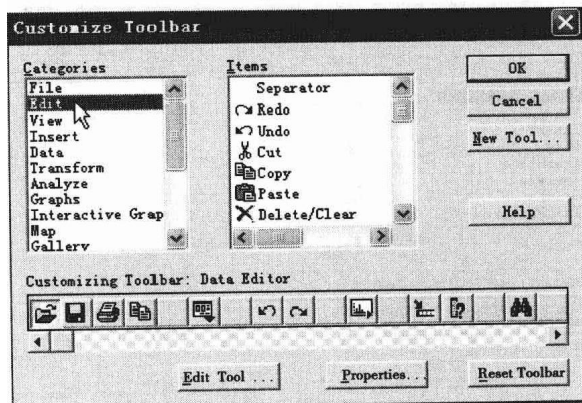 Customize Toolbar
Categories
File
Edit
View
Insert
Data
Transform
Analyze
Graphs
Interactive Grap
Map
Gallery
Items
Separator
Redo
Undo
Cut
Copy
Paste
Delete/Clear
OK
Cancel
New Tool...
Help
Customizing Toolbar: Data Editor
Edit Tool ...
Properties...
Reset Toolbar